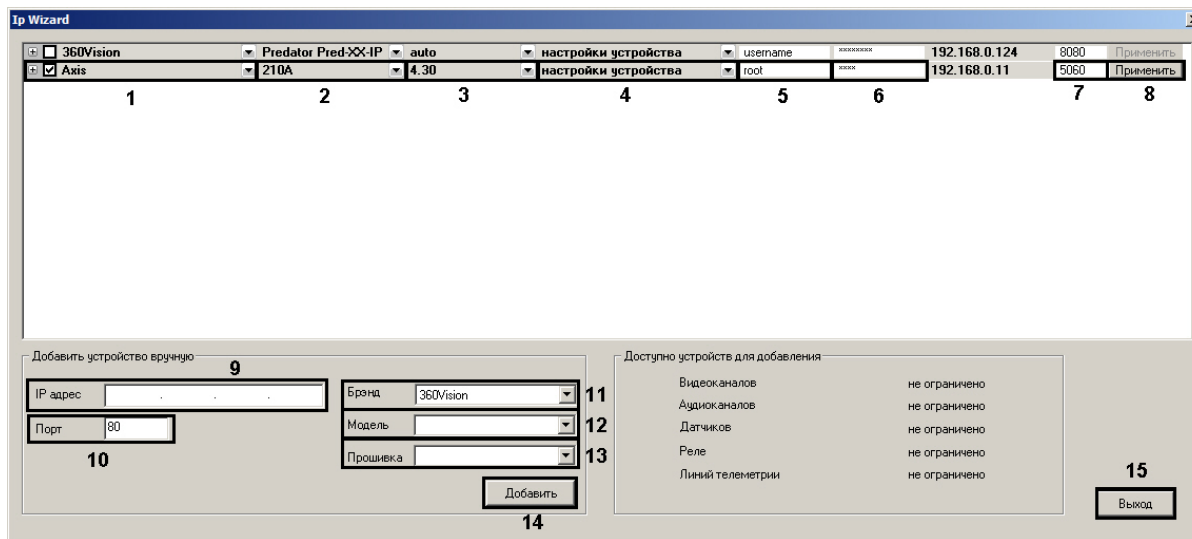 Ip Wizard
360Vision Predator Pred-XX-IP auto настройки устройства username ******** 192.168.0.124 8080 Применить
Axis 210A 4.30 настройки устройства root **** 192.168.0.11 5060 Применить
1 2 3 4 5 6 7 8
Добавить устройство вручную
9
IP адрес . . .
Порт 80
10
Брэнд 360Vision 11
Модель 12
Прошивка 13
Добавить
14
Доступно устройств для добавления
Видеоканалов не ограничено
Аудиоканалов не ограничено
Датчиков не ограничено
Реле не ограничено
Линий телеметрии не ограничено
15
Выход